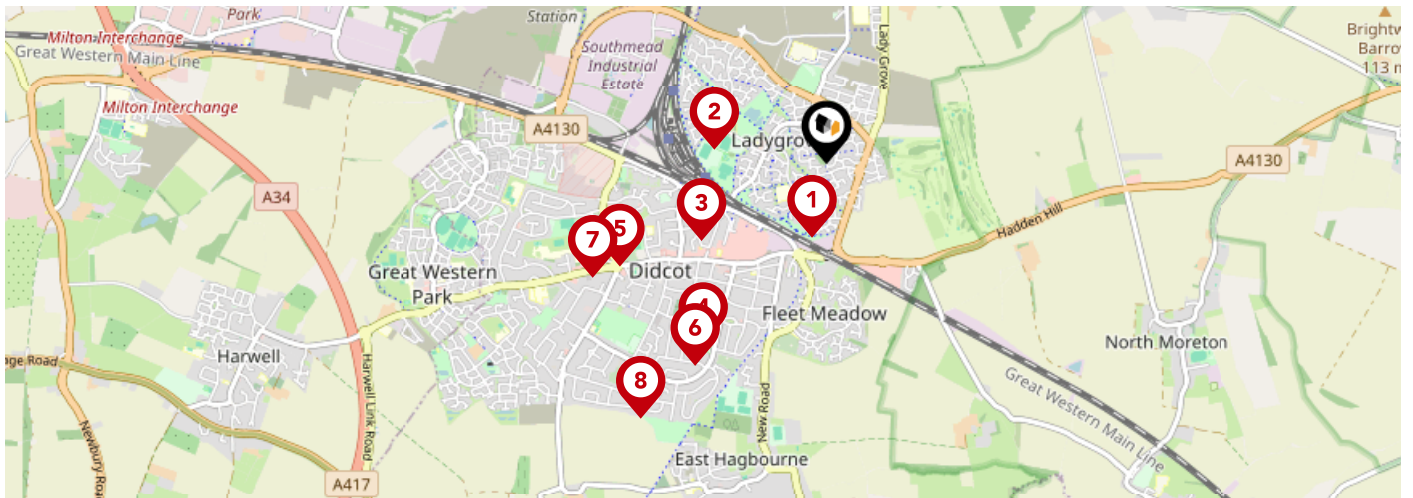 Park
Station
Milton Interchange
Great Western Main Line
Southmead
Industrial
Estate
Lady Grove
Barrow
113 m
Milton Interchange
2
A4130
Ladygrove
A4130
A34
3
1
5
7
Hadden Hill
Great Western
Park
Didcot
4
6
Fleet Meadow
Harwell
North Moreton
Road
Harwell Link Road
8
Great Western Main Line
New Road
Newbury Road
East Hagbourne
A417